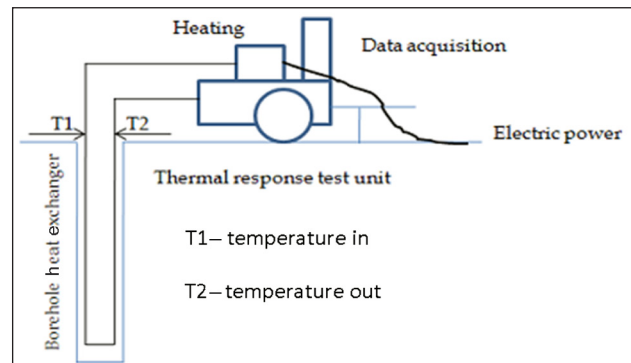 Heating
Data acquisition
T1
T2
Electric power
Thermal response test unit
Borehole heat exchanger
T1– temperature in
T2–temperature out